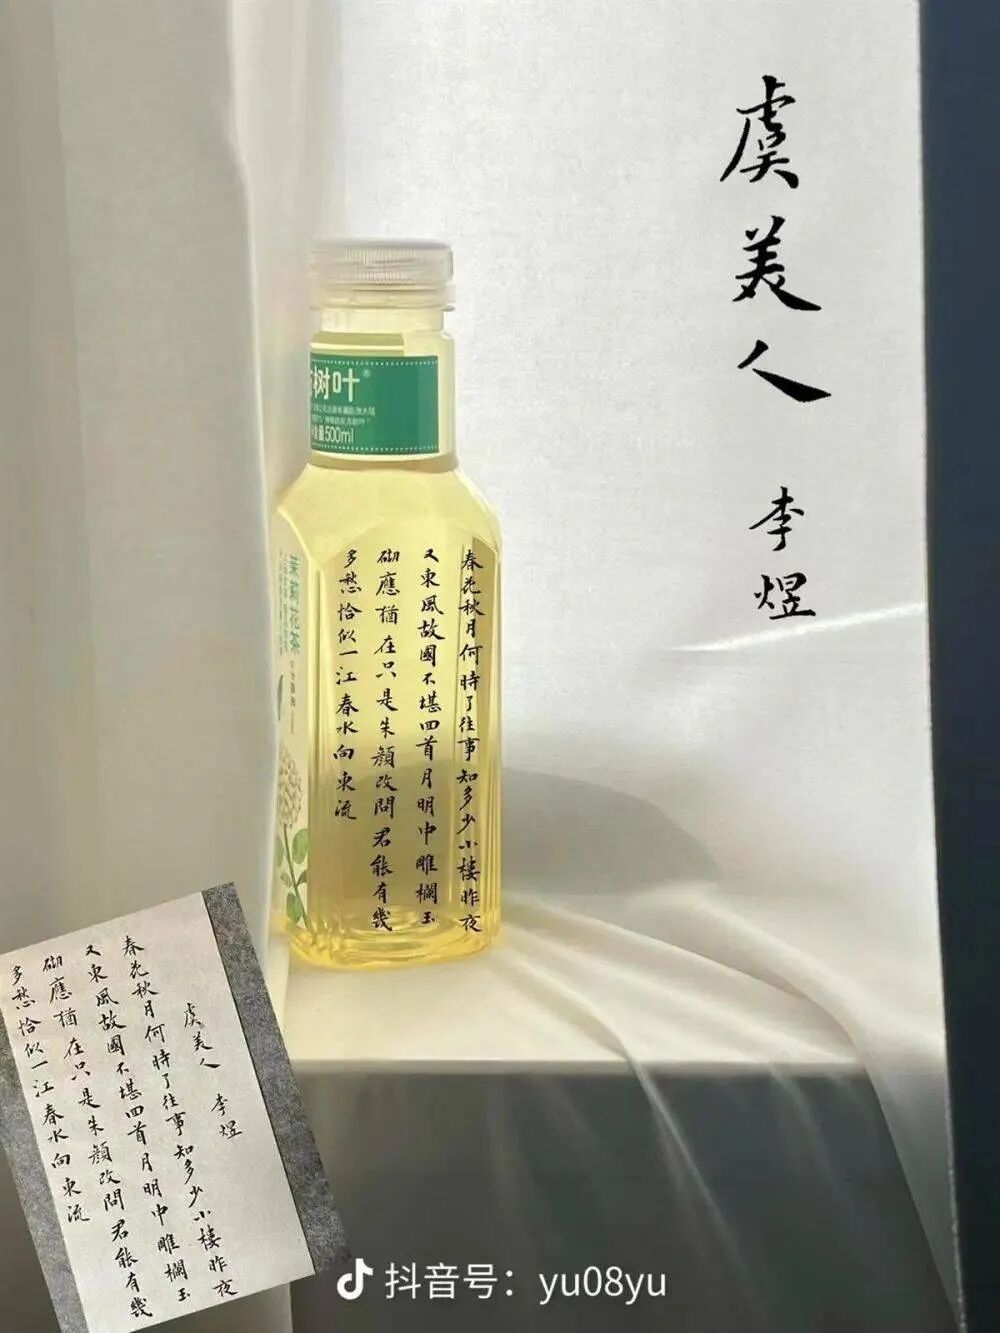 虞美人
李煜
树叶®
500ml
茉莉花茶
春花秋月何時了往事知多少小樓昨夜
又東風故國不堪回首月明中雕欄玉
砌應猶在只是朱顏改問君能有幾
多愁恰似一江春水向東流
虞美人 李煜
春花秋月何時了往事知多少小樓昨夜
又東風故國不堪回首月明中雕欄玉
砌應猶在只是朱顏改問君能有幾
多愁恰似一江春水向東流
抖音号：yu08yu